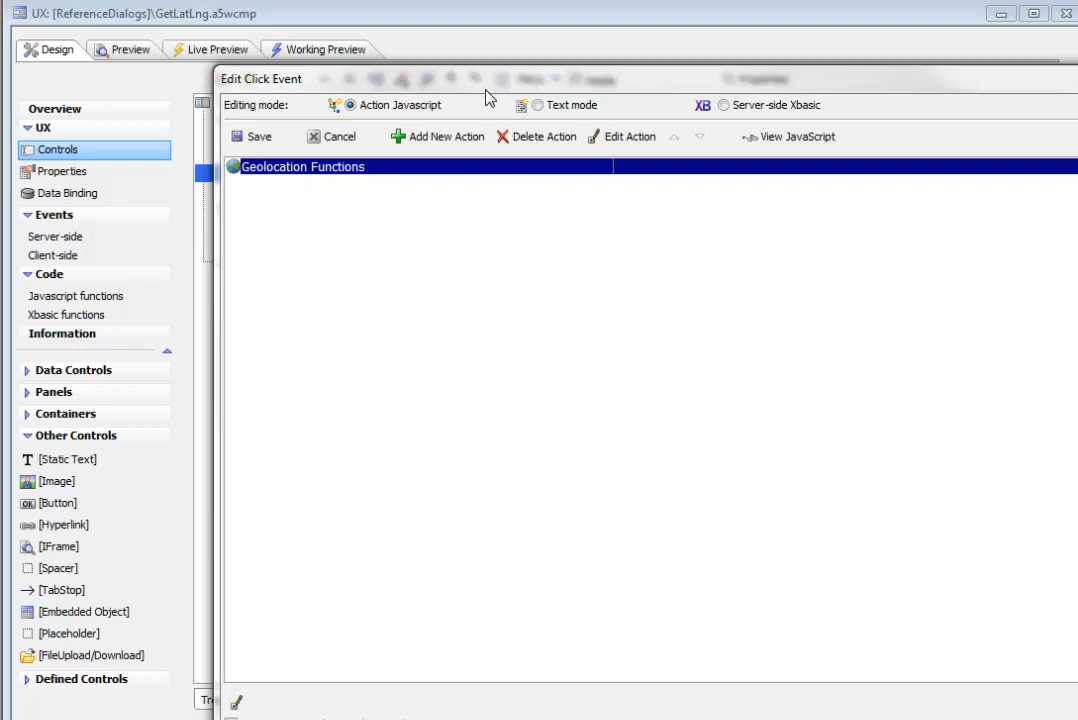 UX: [ReferenceDialogs]\GetLatLng.a5wcmp
Design
Preview
Live Preview
Working Preview
Edit Click Event
Editing mode:
Action Javascript
Text mode
XB
Server-side Xbasic
Save
Cancel
Add New Action
Delete Action
Edit Action
View JavaScript
Geolocation Functions
Overview
UX
Controls
Properties
Data Binding
Events
Server-side
Client-side
Code
Javascript functions
Xbasic functions
Information
Data Controls
Panels
Containers
Other Controls
T [Static Text]
[Image]
OK [Button]
[Hyperlink]
[IFrame]
[Spacer]
[TabStop]
[Embedded Object]
[Placeholder]
[FileUpload/Download]
Defined Controls